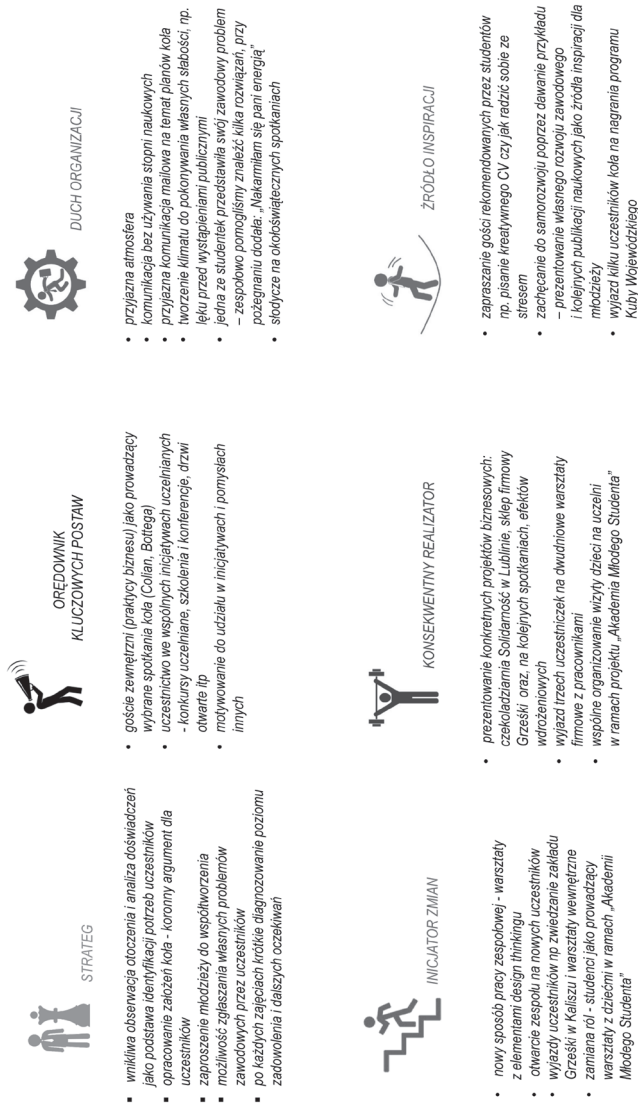 STRATEG
▪ wnikliwa obserwacja otoczenia i analiza doświadczeń
jako podstawa identyfikacji potrzeb uczestników
▪ opracowanie założeń koła - koronny argument dla
uczestników
▪ zaproszenie młodzieży do współtworzenia
▪ możliwość zgłaszania własnych problemów
zawodowych przez uczestników
▪ po każdych zajęciach krótkie diagnozowanie poziomu
zadowolenia i dalszych oczekiwań
ORĘDOWNIK
KLUCZOWYCH POSTAW
• goście zewnętrzni (praktycy biznesu) jako prowadzący
wybrane spotkania koła (Colian, Bottega)
• uczestnictwo we wspólnych inicjatywach uczelnianych
- konkursy uczelniane, szkolenia i konferencje, drzwi
otwarte itp
• motywowanie do udziału w inicjatywach i pomysłach
innych
DUCH ORGANIZACJI
• przyjazna atmosfera
• komunikacja bez używania stopni naukowych
• przyjazna komunikacja mailowa na temat planów koła
• tworzenie klimatu do pokonywania własnych słabości, np.
lęku przed wystąpieniami publicznymi
• jedna ze studentek przedstawiła swój zawodowy problem
– zespołowo pomogliśmy znaleźć kilka rozwiązań, przy
pożegnaniu dodała: „Nakarmiłam się pani energią”
• słodycze na okołoświątecznych spotkaniach
INICJATOR ZMIAN
• nowy sposób pracy zespołowej - warsztaty
z elementami design thinkingu
• otwarcie zespołu na nowych uczestników
• wyjazdy uczestników np zwiedzanie zakładu
Grześki w Kaliszu i warsztaty wewnętrzne
• zamiana ról - studenci jako prowadzący
warsztaty z dziećmi w ramach „Akademii
Młodego Studenta”
KONSEKWENTNY REALIZATOR
• prezentowanie konkretnych projektów biznesowych:
czekoladziarnia Solidarność w Lublinie, sklep firmowy
Grześki oraz, na kolejnych spotkaniach, efektów
wdrożeniowych
• wyjazd trzech uczestniczek na dwudniowe warsztaty
firmowe z pracownikami
• wspólne organizowanie wizyty dzieci na uczelni
w ramach projektu „Akademia Młodego Studenta”
ŹRÓDŁO INSPIRACJI
• zapraszanie gości rekomendowanych przez studentów
np. pisanie kreatywnego CV czy jak radzić sobie ze
stresem
• zachęcanie do samorozwoju poprzez dawanie przykładu
– prezentowanie własnego rozwoju zawodowego
i kolejnych publikacji naukowych jako źródła inspiracji dla
młodzieży
• wyjazd kilku uczestników koła na nagrania programu
Kuby Wojewódzkiego